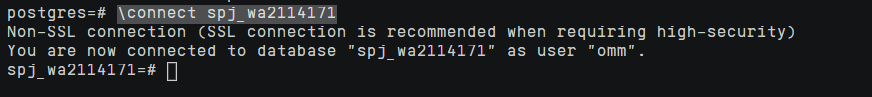 postgres=# \connect spj_wa2114171
Non-SSL connection (SSL connection is recommended when requiring high-security)
You are now connected to database "spj_wa2114171" as user "omm".
spj_wa2114171=#